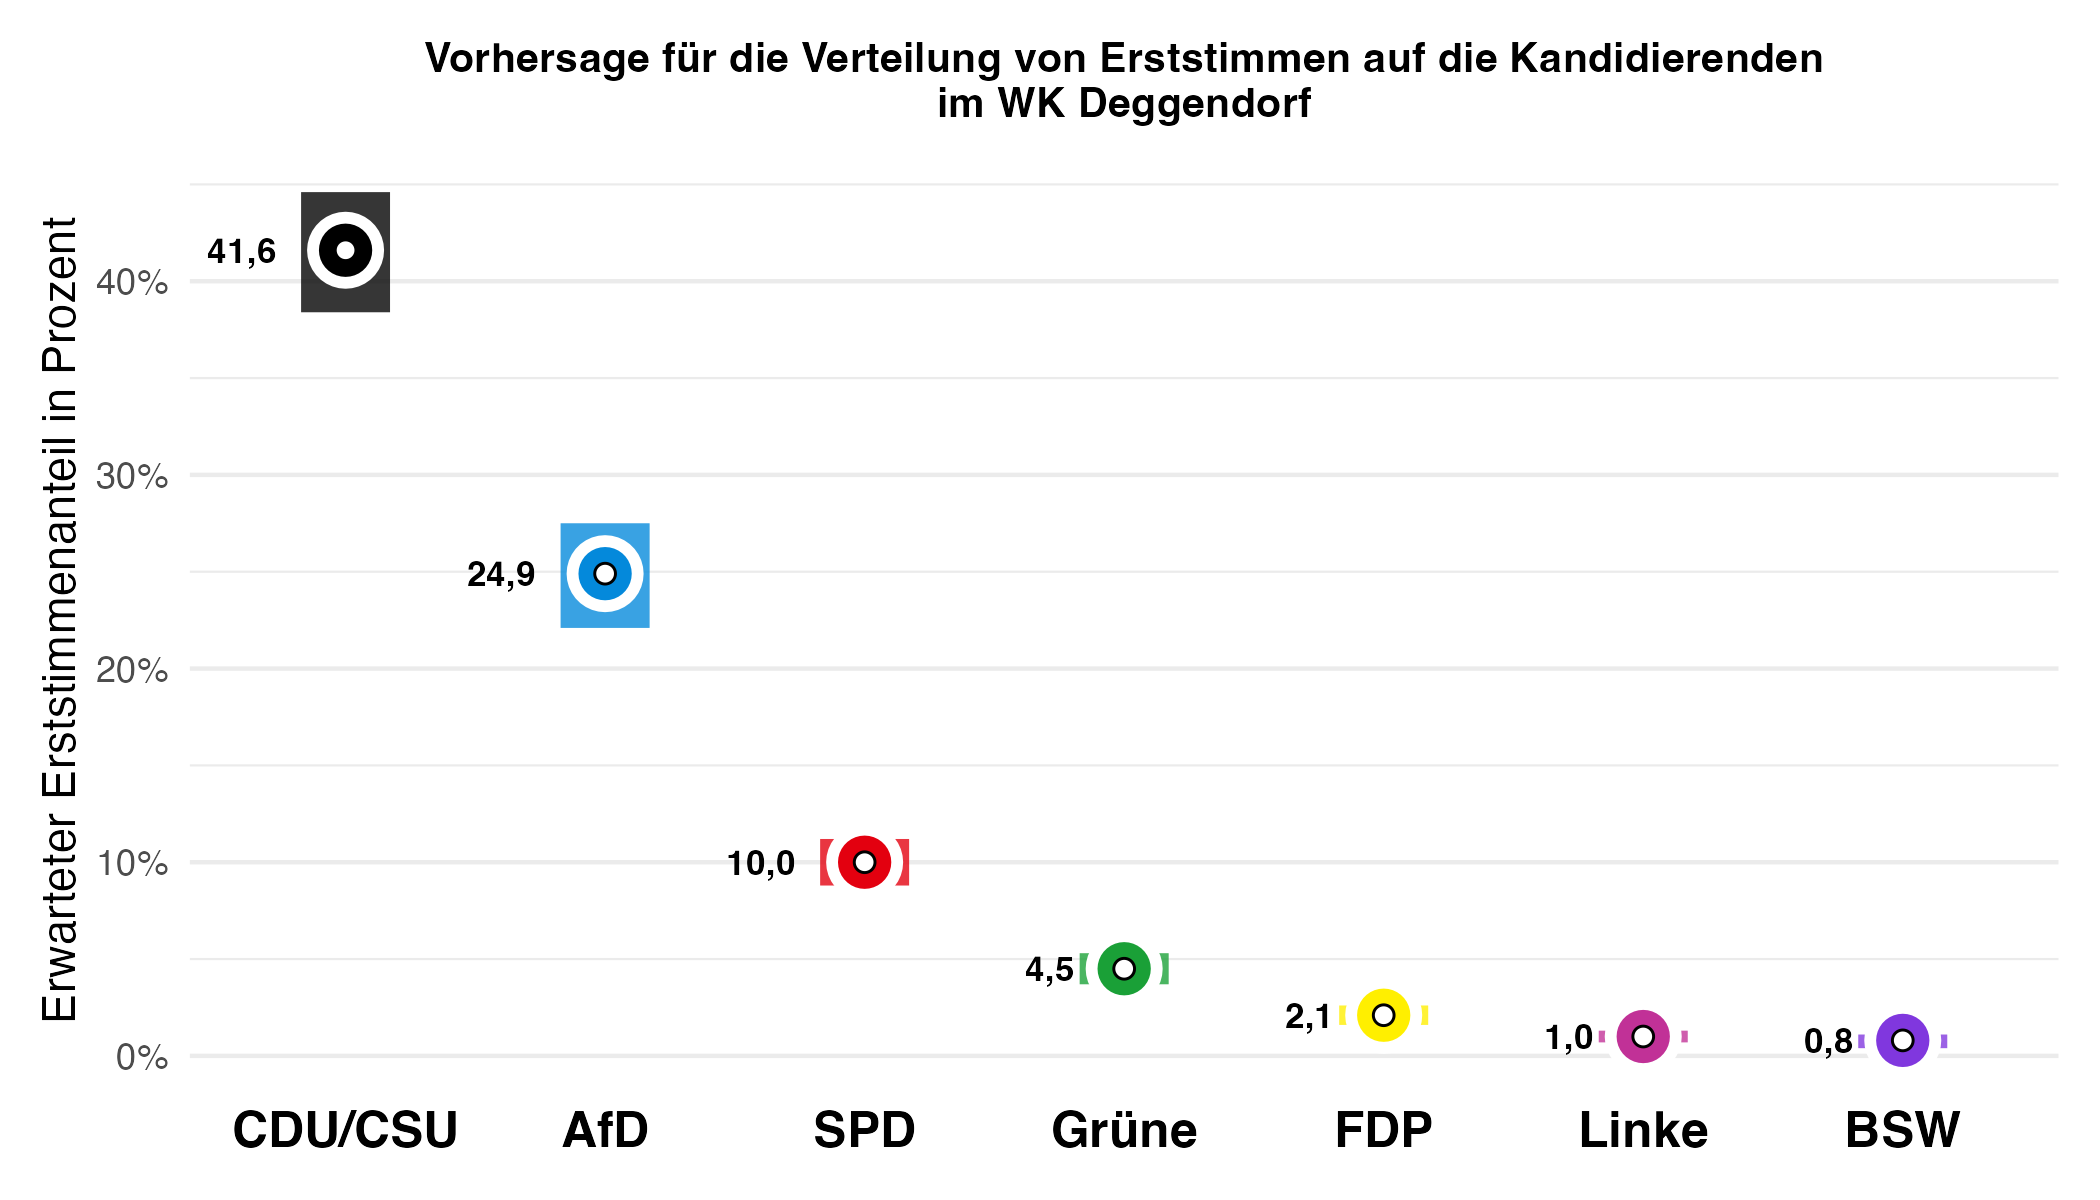 Vorhersage für die Verteilung von Erststimmen auf die Kandidierenden
im WK Deggendorf
Erwarteter Erststimmenanteil in Prozent
40%
30%
20%
10%
0%
41,6
24,9
10,0
4,5
2,1
1,0
0,8
CDU/CSU
AfD
SPD
Grüne
FDP
Linke
BSW